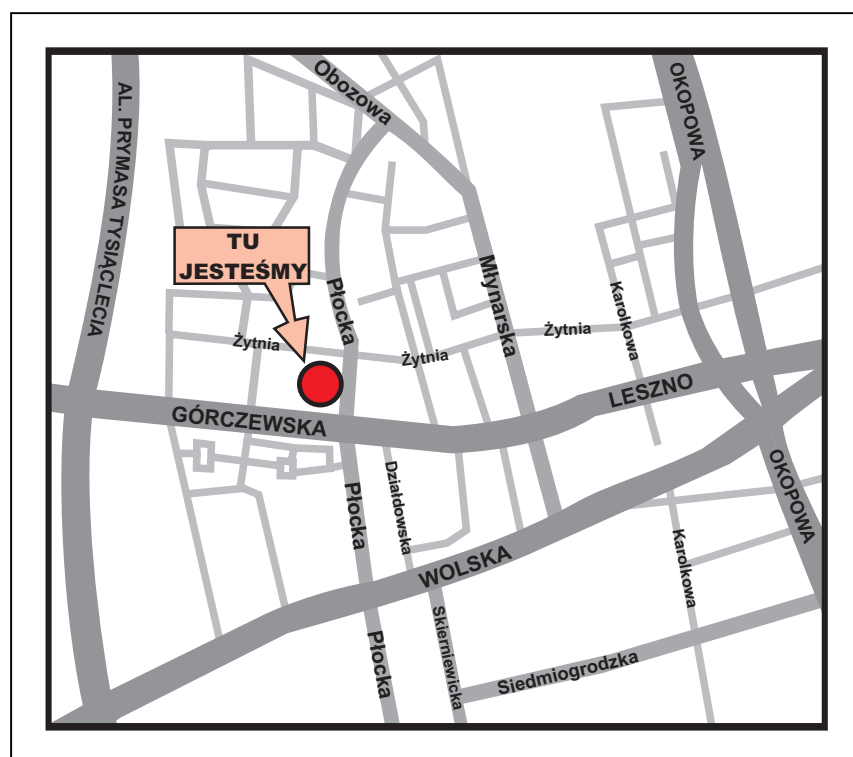 Obozowa
OKOPOWA
AL. PRYMASA TYSIĄCLECIA
TU
JESTEŚMY
Płocka
Młynarska
Karolkowa
Żytnia
Żytnia
Żytnia
LESZNO
GÓRCZEWSKA
Działdowska
Płocka
OKOPOWA
WOLSKA
Karolkowa
Skierniewicka
Płocka
Siedmiogrodzka